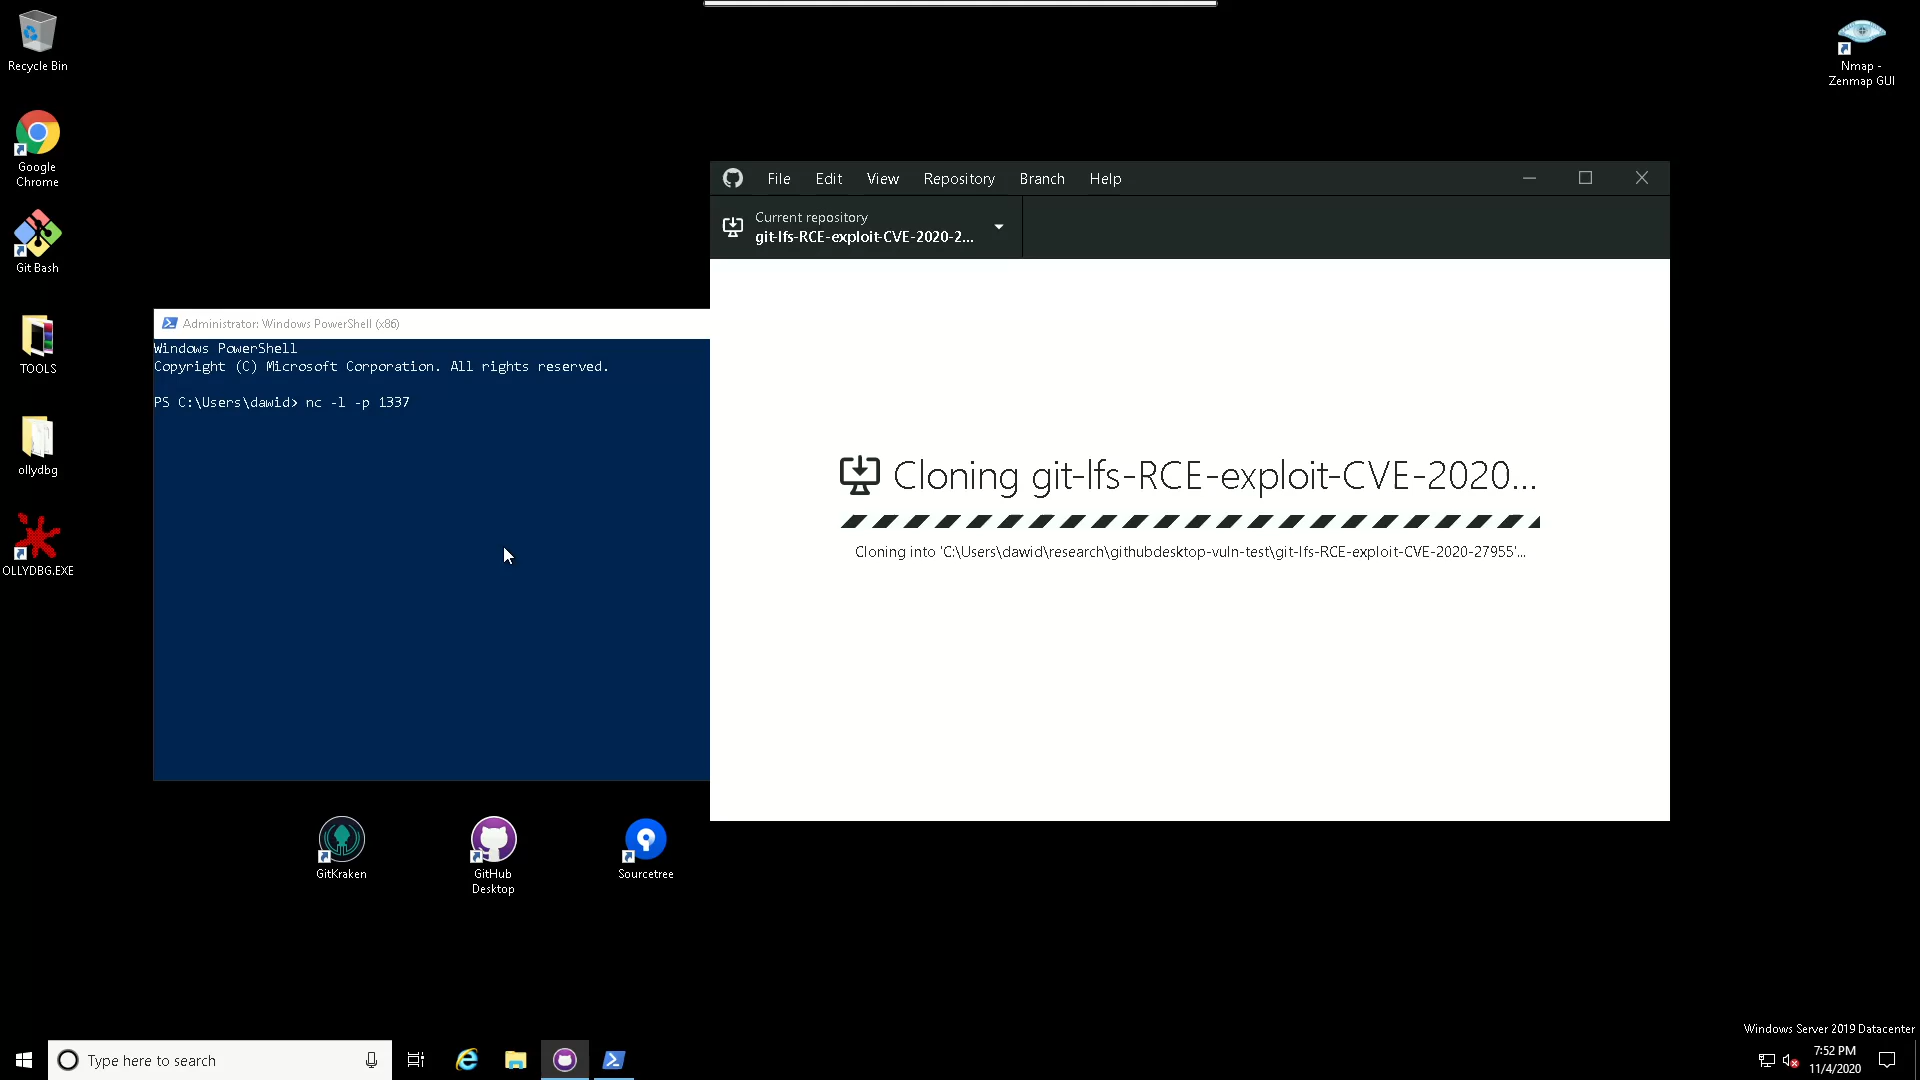 Recycle Bin
Google
Chrome
Git Bash
TOOLS
ollydbg
OLLYDBG.EXE
Nmap -
Zenmap GUI
Administrator: Windows PowerShell (x86)
Windows PowerShell
Copyright (C) Microsoft Corporation. All rights reserved.
PS C:\Users\dawid> nc -l -p 1337
File Edit View Repository Branch Help
Current repository
git-lfs-RCE-exploit-CVE-2020-2...
Cloning git-lfs-RCE-exploit-CVE-2020...
Cloning into 'C:\Users\dawid\research\githubdesktop-vuln-test\git-lfs-RCE-exploit-CVE-2020-27955'...
GitKraken
GitHub
Desktop
Sourcetree
Windows Server 2019 Datacenter
Type here to search
7:52 PM
11/4/2020